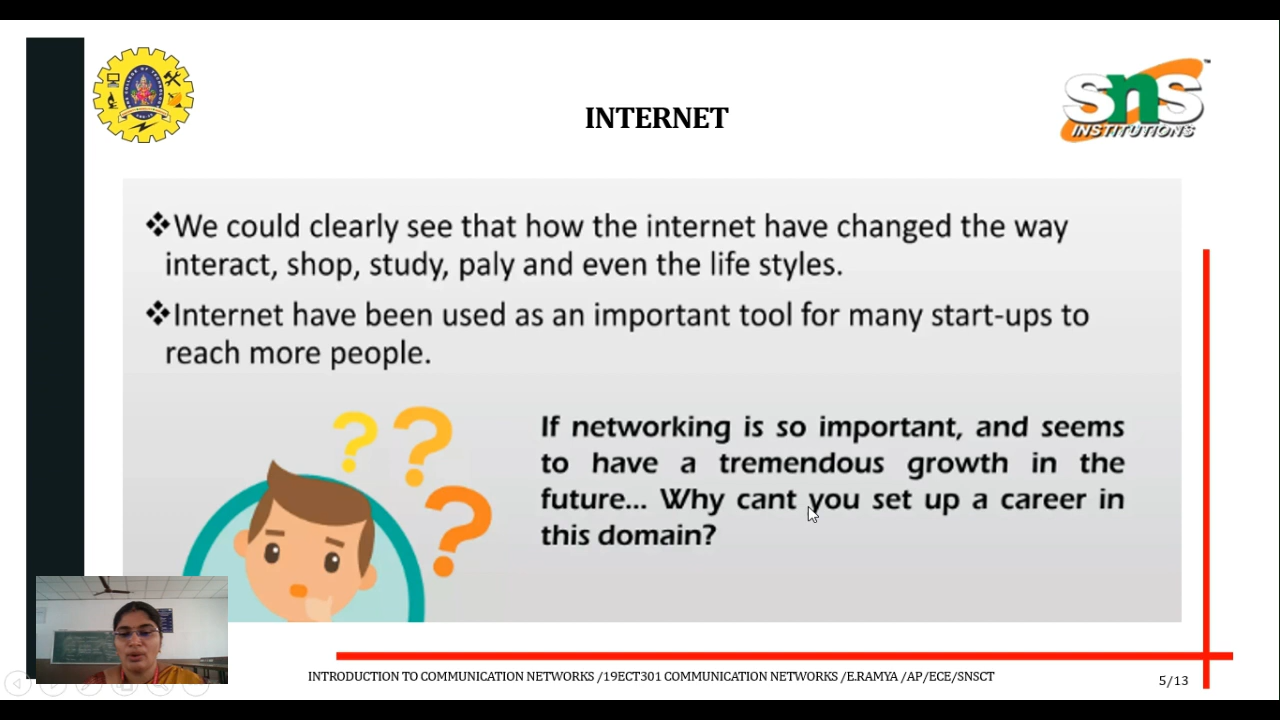 INTERNET
SnS
INSTITUTIONS
™
❖We could clearly see that how the internet have changed the way
interact, shop, study, paly and even the life styles.
❖Internet have been used as an important tool for many start-ups to
reach more people.
? ? ?
If networking is so important, and seems
to have a tremendous growth in the
future... Why cant you set up a career in
this domain?
INTRODUCTION TO COMMUNICATION NETWORKS /19ECT301 COMMUNICATION NETWORKS /E.RAMYA /AP/ECE/SNSCT
5/13